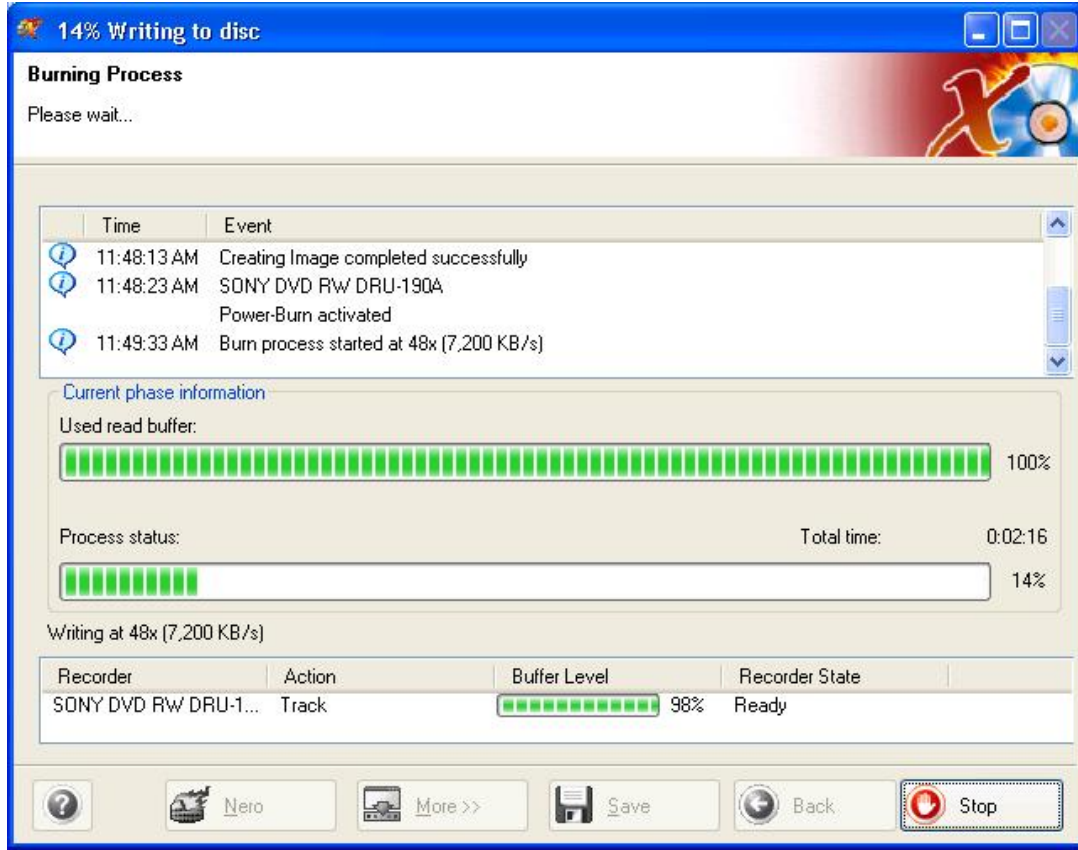 14% Writing to disc
Burning Process
Please wait...
Time Event
11:48:13 AM Creating Image completed successfully
11:48:23 AM SONY DVD RW DRU-190A
Power-Burn activated
11:49:33 AM Burn process started at 48x (7,200 KB/s)
Current phase information
Used read buffer:
100%
Process status: Total time: 0:02:16
14%
Writing at 48x (7,200 KB/s)
Recorder Action Buffer Level Recorder State
SONY DVD RW DRU-1... Track 98% Ready
Nero More >> Save Back Stop